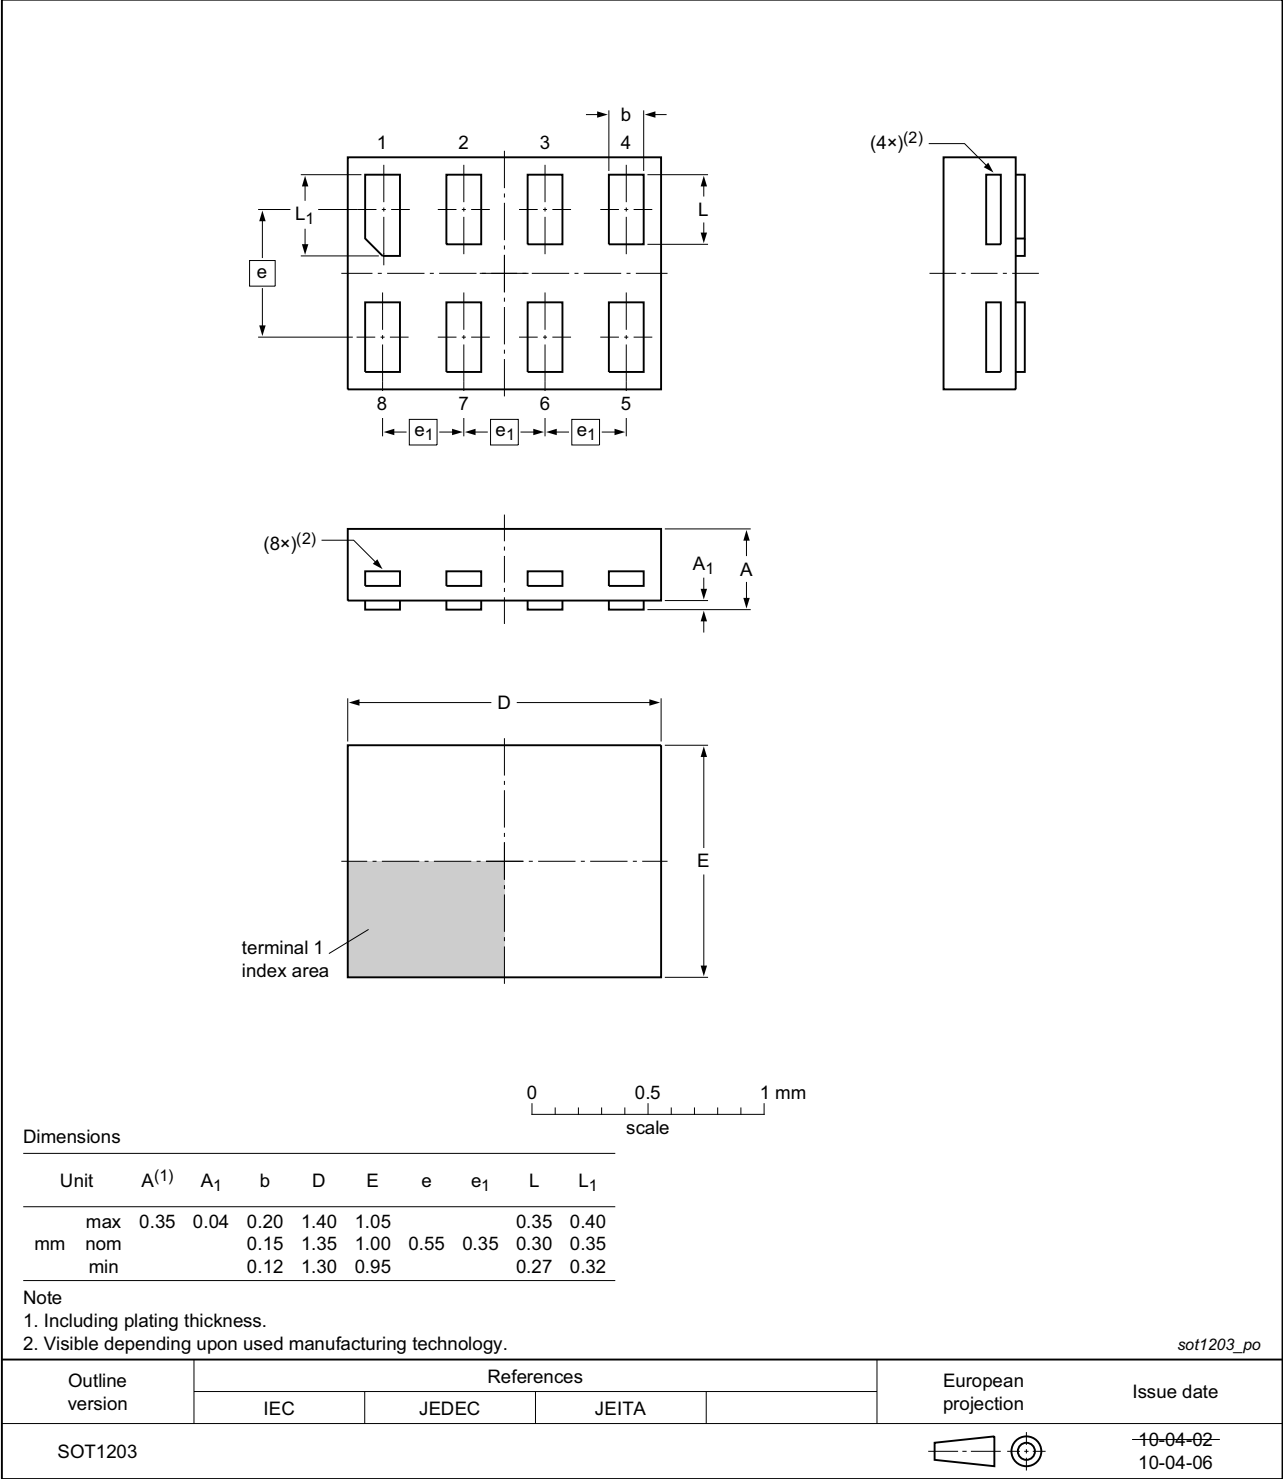 b
1 2 3 4
(4×)(2)
L1
L
e
8 7 6 5
e1 e1 e1
(8×)(2)
A1 A
D
E
terminal 1
index area
0 0.5 1 mm
scale
Dimensions
Unit A(1) A1 b D E e e1 L L1
max 0.35 0.04 0.20 1.40 1.05 0.35 0.40
mm nom 0.15 1.35 1.00 0.55 0.35 0.30 0.35
min 0.12 1.30 0.95 0.27 0.32
Note
1. Including plating thickness.
2. Visible depending upon used manufacturing technology.
sot1203_po
Outline
version
References
IEC JEDEC JEITA
European
projection
Issue date
SOT1203
10-04-02
10-04-06